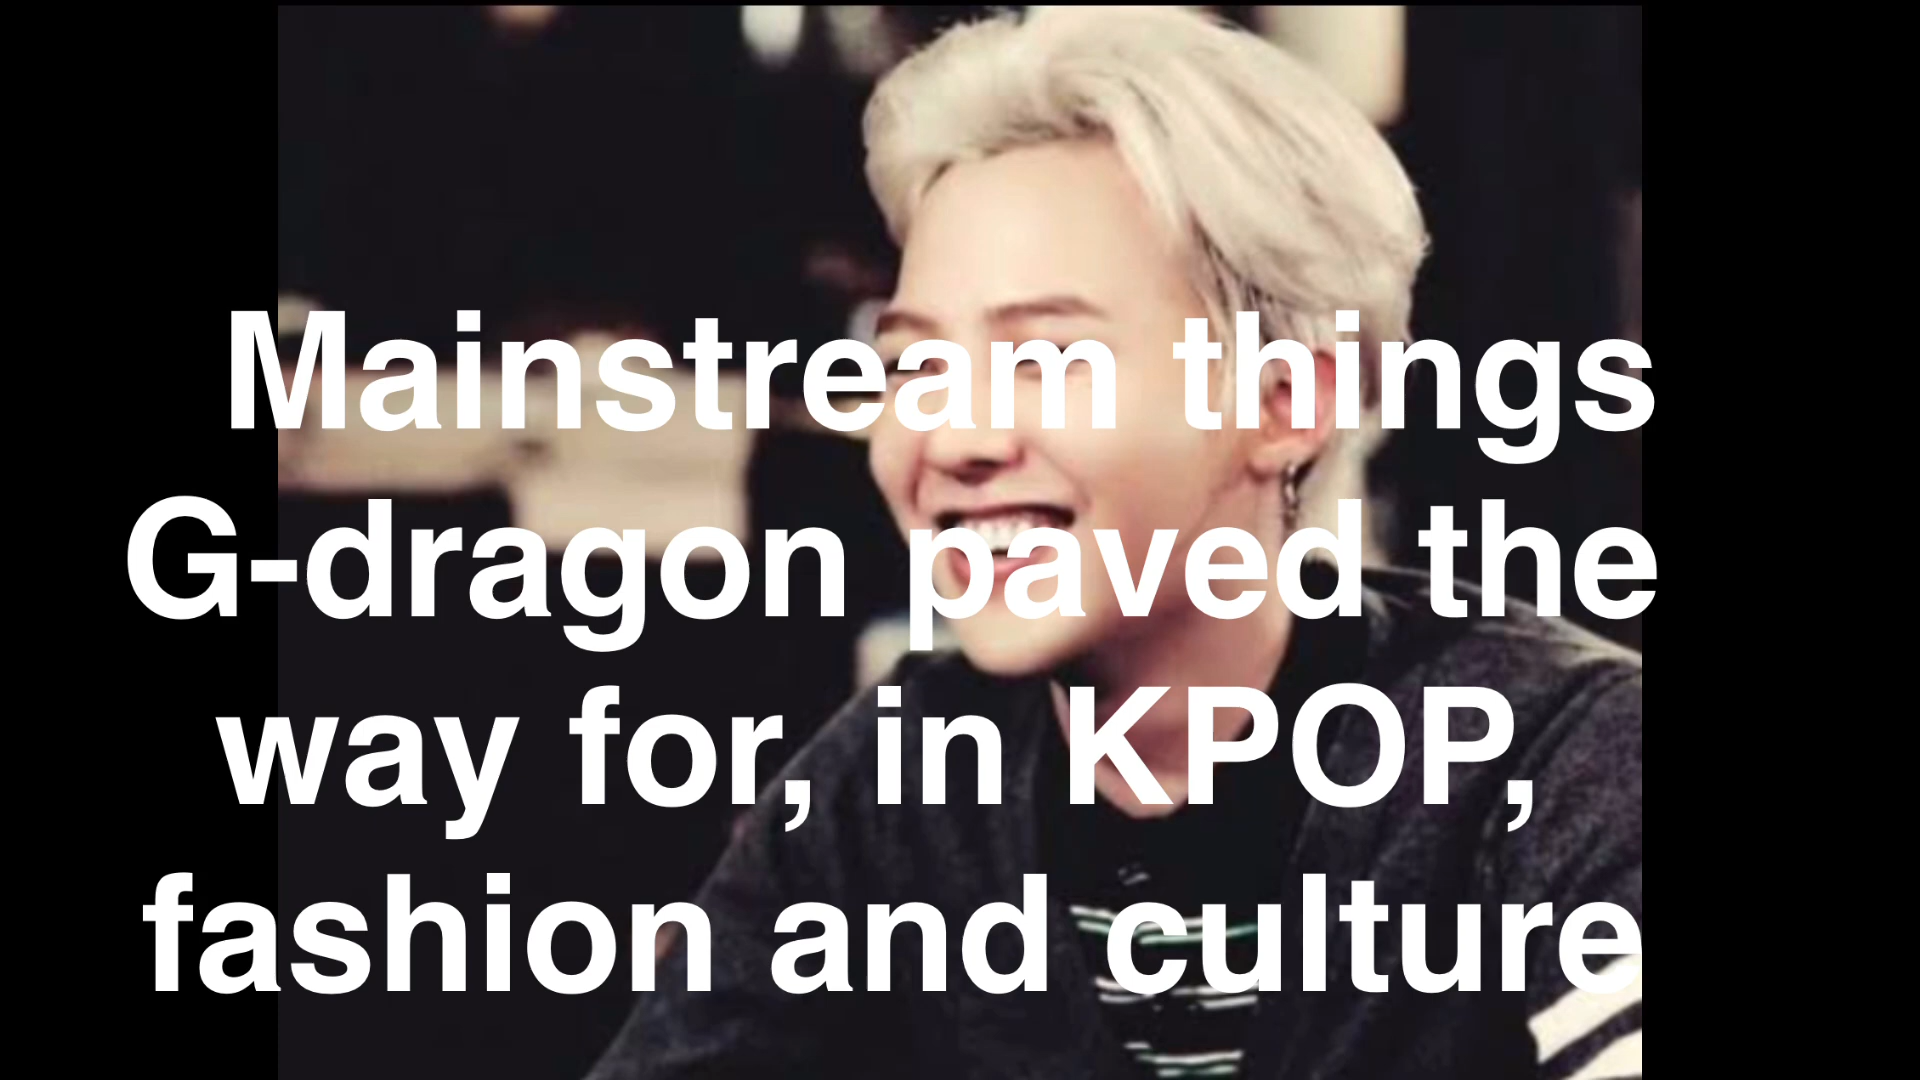 Mainstream things
G-dragon paved the
way for, in KPOP,
fashion and culture